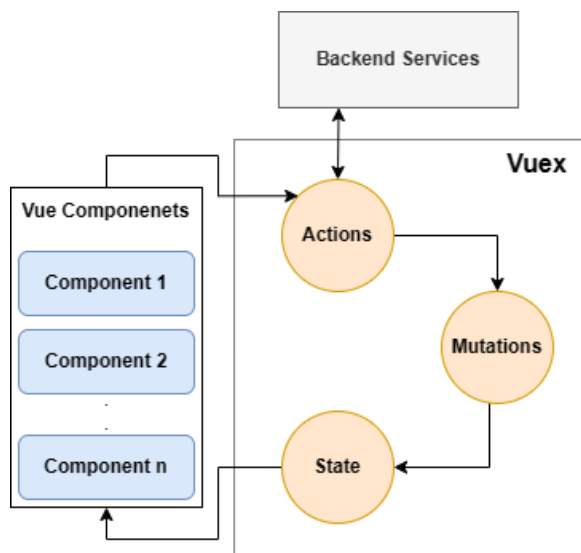 Backend Services
Vuex
Vue Componenets
Actions
Component 1
Mutations
Component 2
.
.
Component n
State